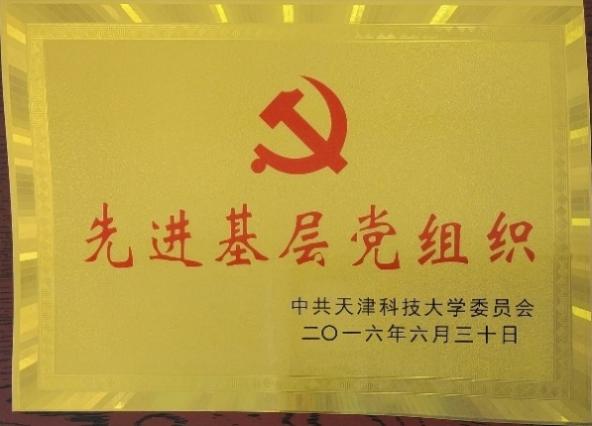 先进基层党组织
中共天津科技大学委员会
二〇一六年六月三十日